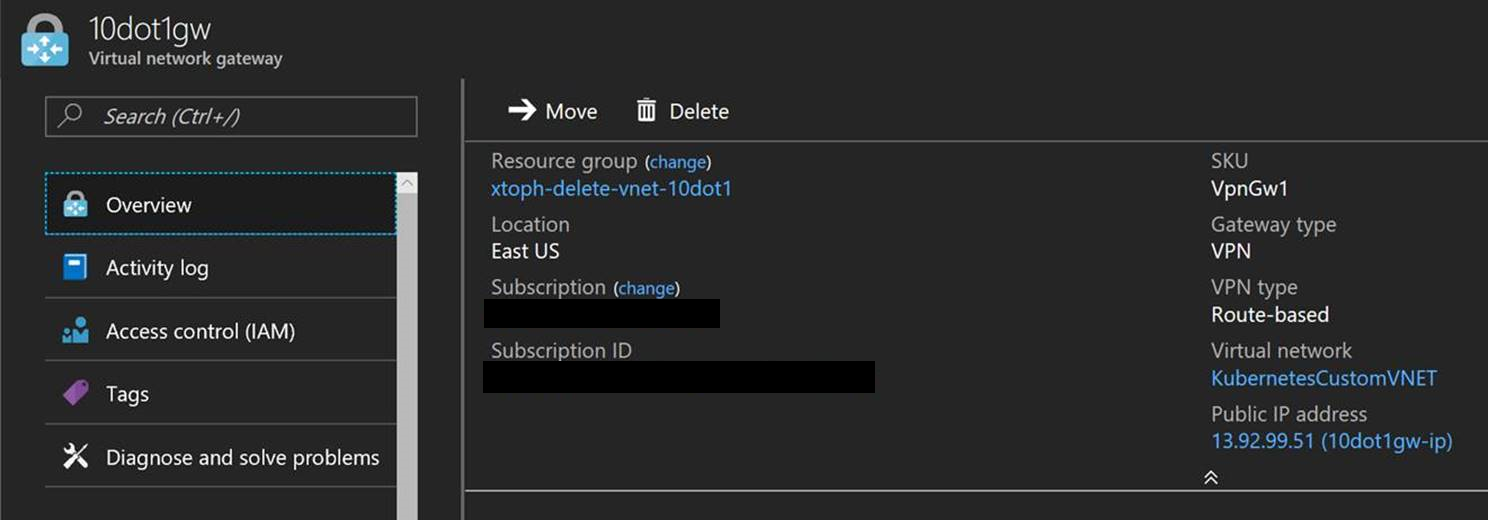 10dot1gw
Virtual network gateway
Search (Ctrl+/)
Overview
Activity log
Access control (IAM)
Tags
Diagnose and solve problems
Move Delete
Resource group (change)
xtoph-delete-vnet-10dot1
Location
East US
Subscription (change)
Subscription ID
SKU
VpnGw1
Gateway type
VPN
VPN type
Route-based
Virtual network
KubernetesCustomVNET
Public IP address
13.92.99.51 (10dot1gw-ip)